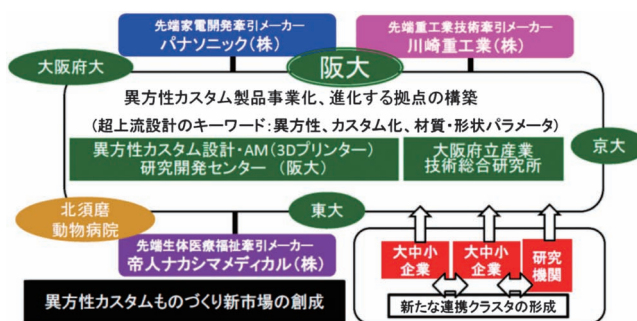 先端家電開発牽引メーカー
パナソニック(株)
先端重工業技術牽引メーカー
川崎重工業(株)
大阪府大
阪大
異方性カスタム製品事業化、進化する拠点の構築
(超上流設計のキーワード:異方性、カスタム化、材質・形状パラメータ)
異方性カスタム設計・AM(3Dプリンター)
研究開発センター (阪大)
大阪府立産業
技術総合研究所
京大
北須磨
動物病院
東大
先端生体医療福祉牽引メーカー
帝人ナカシマメディカル(株)
大中小
企業
大中小
企業
研究
機関
新たな連携クラスタの形成
異方性カスタムものづくり新市場の創成